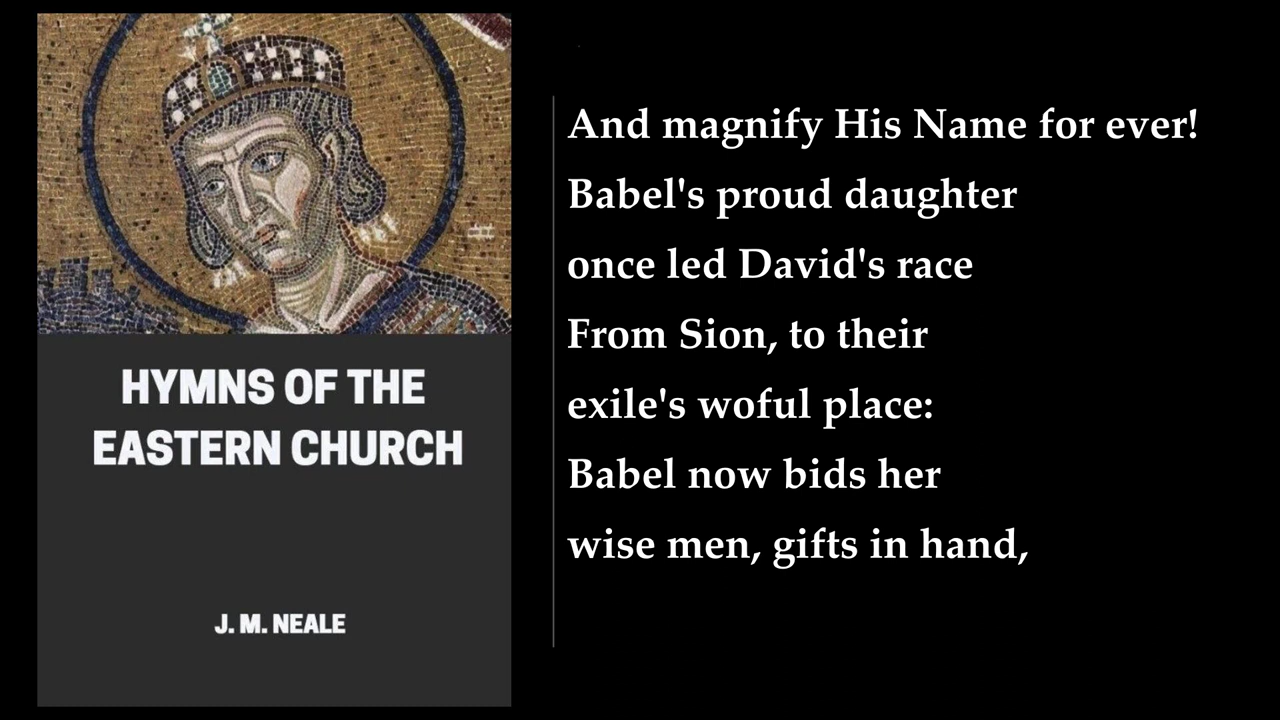 HYMNS OF THE
EASTERN CHURCH
J. M. NEALE
And magnify His Name for ever!
Babel's proud daughter
once led David's race
From Sion, to their
exile's woful place:
Babel now bids her
wise men, gifts in hand,